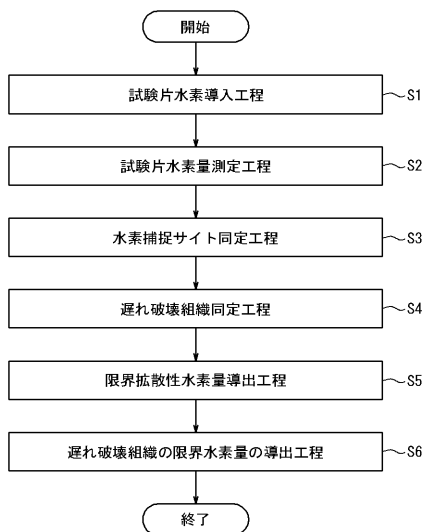 開始
試験片水素導入工程
S1
試験片水素量測定工程
S2
水素捕捉サイト同定工程
S3
遅れ破壊組織同定工程
S4
限界拡散性水素量導出工程
S5
遅れ破壊組織の限界水素量の導出工程
S6
終了